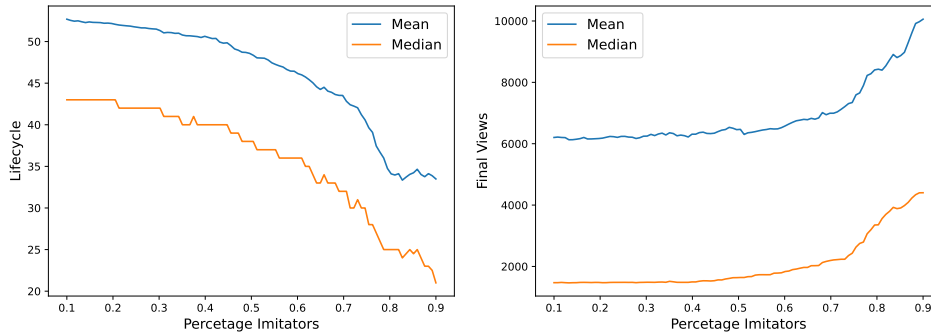 Mean
Median
50
45
40
35
30
25
20
0.1 0.2 0.3 0.4 0.5 0.6 0.7 0.8 0.9
Lifecycle
Percetage Imitators
Mean
Median
10000
8000
6000
4000
2000
0.1 0.2 0.3 0.4 0.5 0.6 0.7 0.8 0.9
Final Views
Percetage Imitators